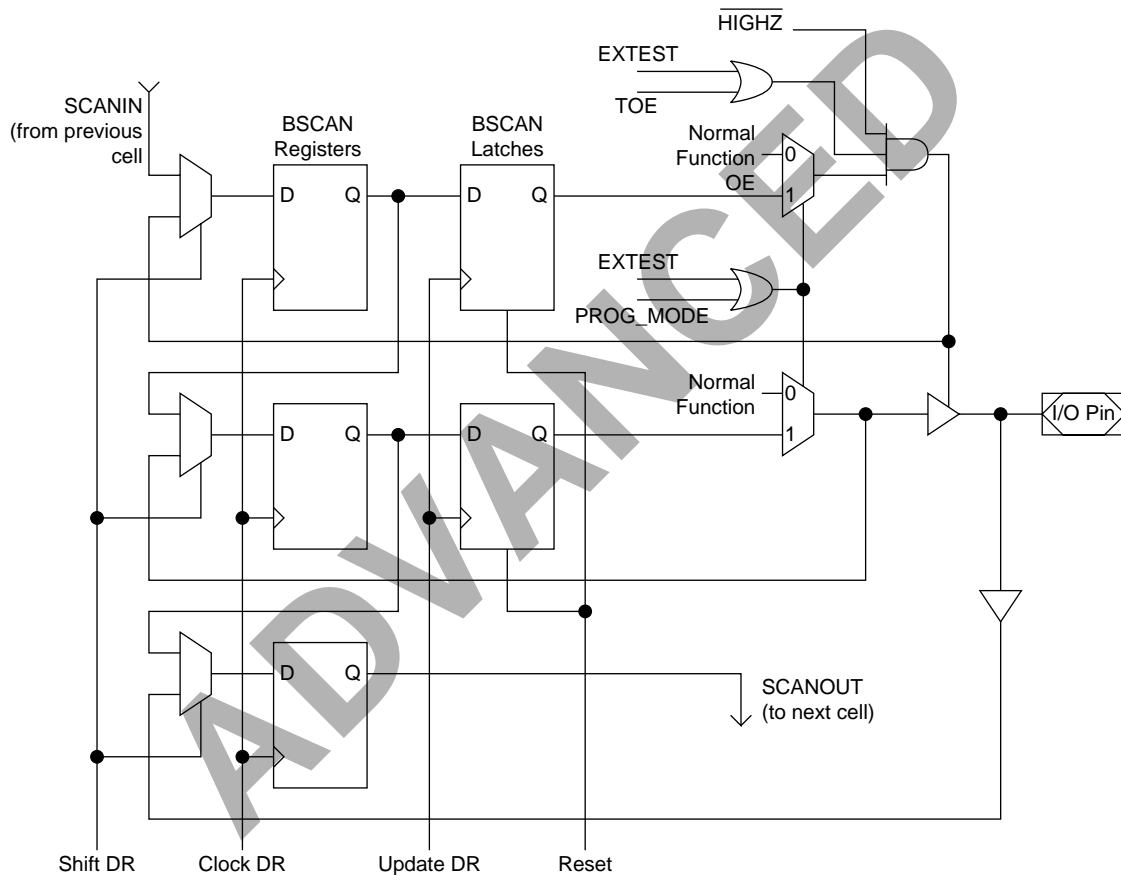 HIGHZ
EXTEST
TOE
SCANIN
(from previous
cell)
BSCAN
Registers
BSCAN
Latches
Normal
Function
OE
0
1
D
Q
D
Q
EXTEST
PROG_MODE
Normal
Function
0
1
I/O Pin
D
Q
D
Q
D
Q
SCANOUT
(to next cell)
Shift DR
Clock DR
Update DR
Reset
ADVANCED